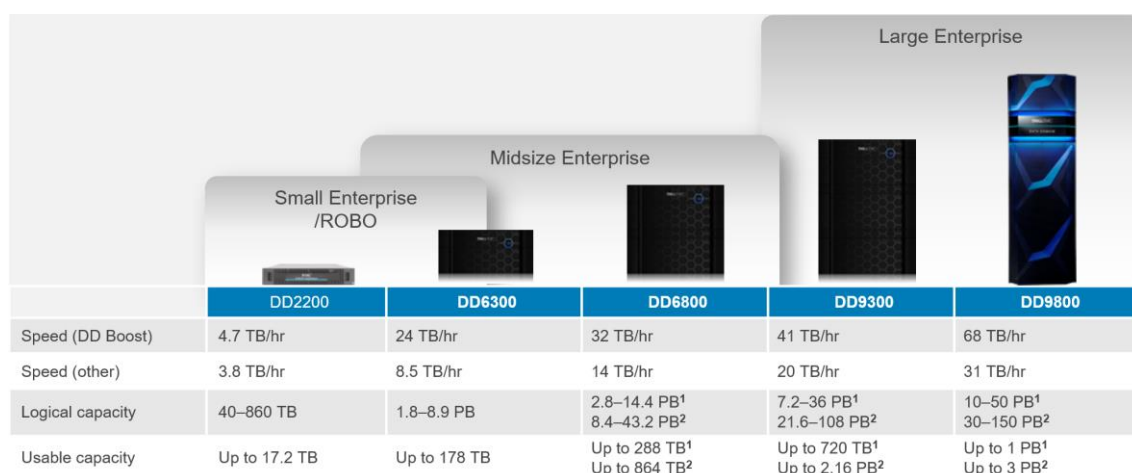 Large Enterprise
Midsize Enterprise
Small Enterprise
/ROBO
DD2200 DD6300 DD6800 DD9300 DD9800
Speed (DD Boost) 4.7 TB/hr 24 TB/hr 32 TB/hr 41 TB/hr 68 TB/hr
Speed (other) 3.8 TB/hr 8.5 TB/hr 14 TB/hr 20 TB/hr 31 TB/hr
Logical capacity 40–860 TB 1.8–8.9 PB 2.8–14.4 PB¹ 7.2–36 PB¹ 10–50 PB¹
8.4–43.2 PB² 21.6–108 PB² 30–150 PB²
Usable capacity Up to 17.2 TB Up to 178 TB Up to 288 TB¹ Up to 720 TB¹ Up to 1 PB¹
Up to 864 TB² Up to 2.16 PB² Up to 3 PB²